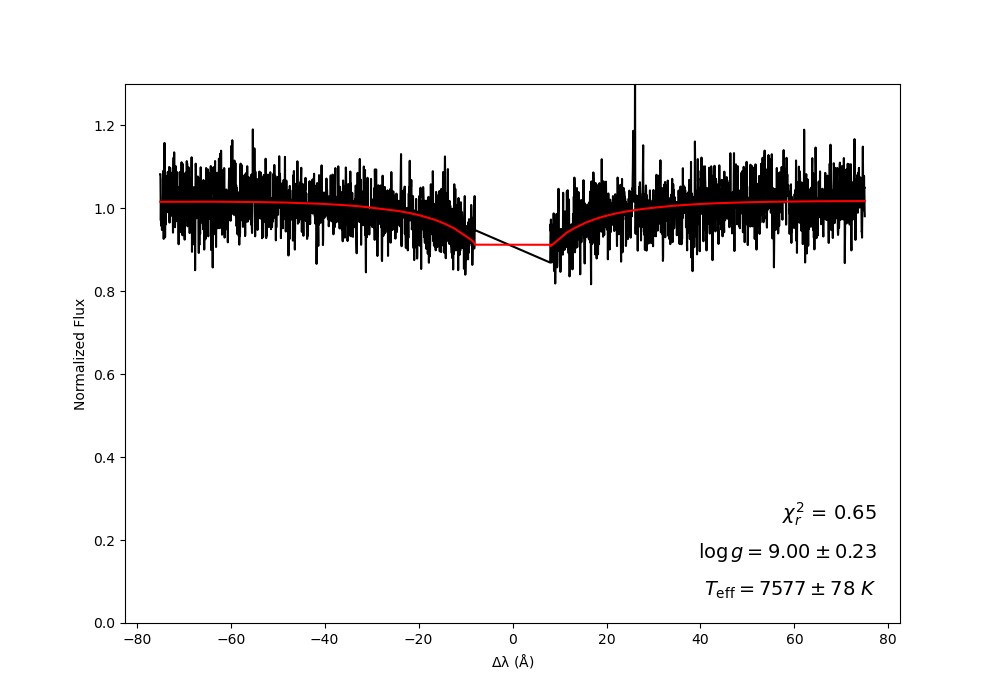 1.2
1.0
0.8
0.6
0.4
0.2
0.0
Normalized Flux
χ²ᵣ = 0.65
log g = 9.00 ± 0.23
T_eff = 7577 ± 78 K
−80 −60 −40 −20 0 20 40 60 80
Δλ (Å)